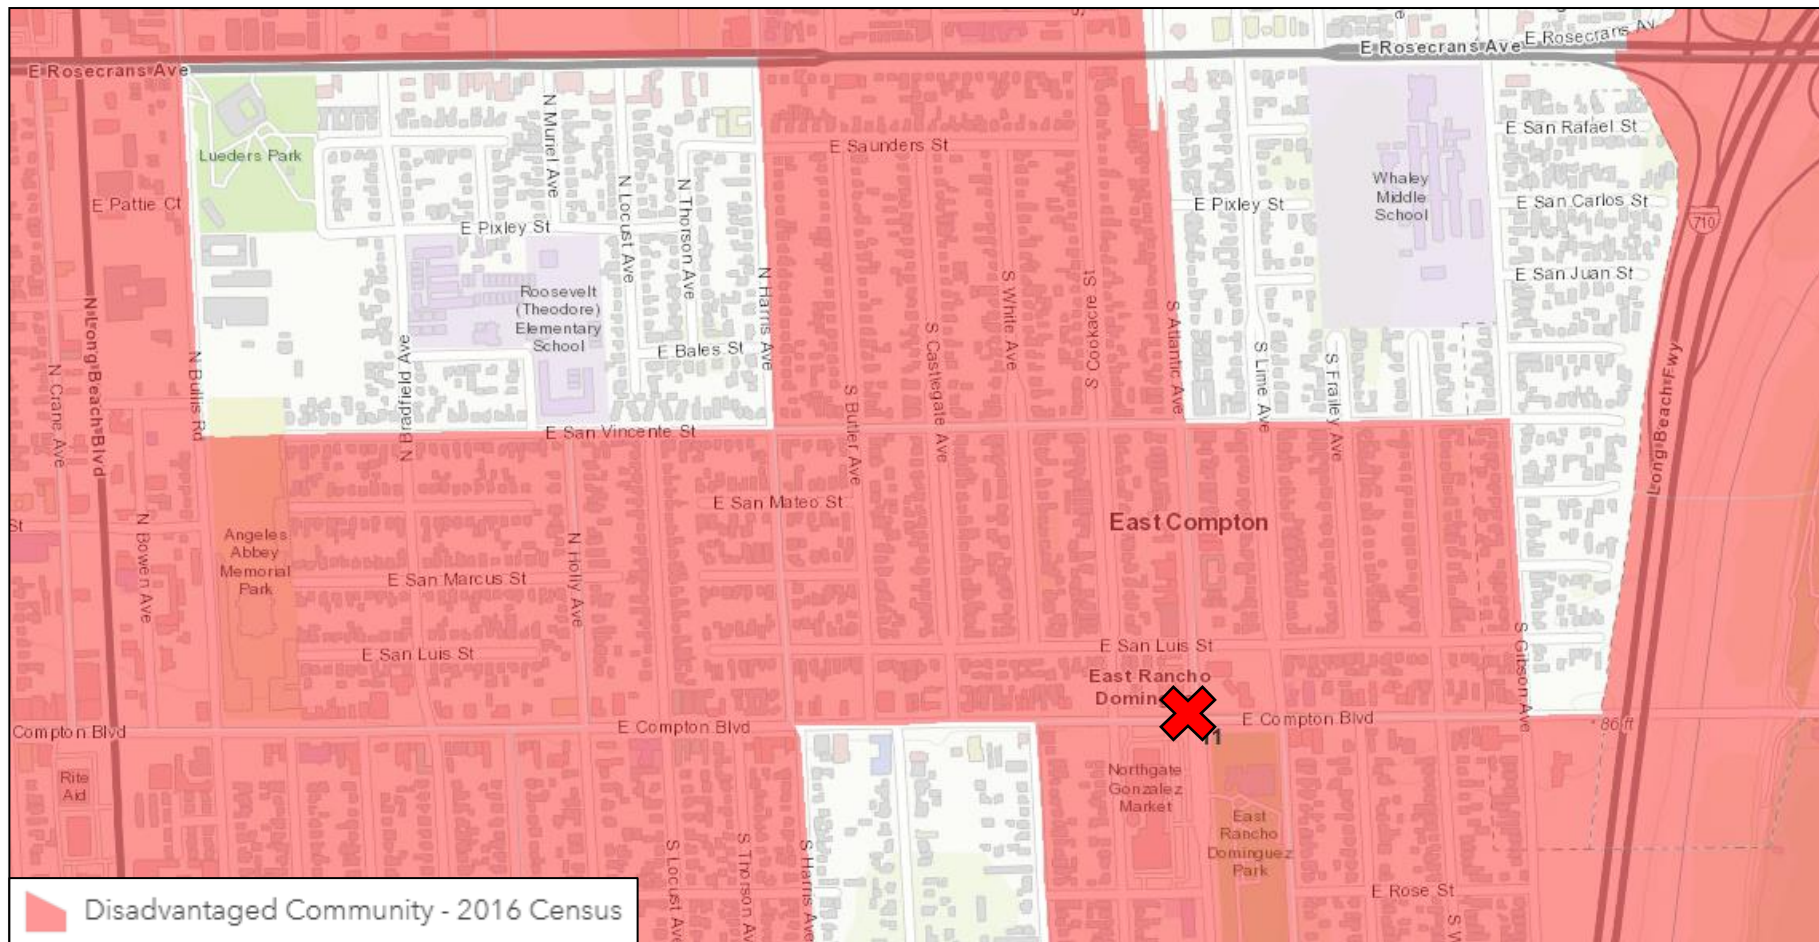 E Rosecrans Ave
E Rosecrans Ave
E Rosecrans Av
Lueders Park
N Muriel Ave
E Saunders St
E San Rafael St
Whaley
Middle
School
E Pattie Ct
E Pixley St
N Locust Ave
N Thorson Ave
E Pixley St
E San Carlos St
710
Roosevelt
(Theodore)
Elementary
School
N Harris Ave
S White Ave
S Cookacre St
E San Juan St
N Long Beach Blvd
N Crane Ave
N Bullis Rd
N Bradfield Ave
E Bales St
S Castlegate Ave
S Butler Ave
S Atlantic Ave
S Lime Ave
S Frailey Ave
Long Beach Fwy
E San Vincente St
E San Mateo St
East Compton
St
N Bowen Ave
Angeles
Abbey
Memorial
Park
N Holly Ave
E San Marcus St
E San Luis St
E San Luis St
S Gibson Ave
East Rancho
Doming
11
Compton Blvd
E Compton Blvd
E Compton Blvd
86 ft
Rite
Aid
Northgate
Gonzalez
Market
East
Rancho
Dominguez
Park
S Locust Ave
S Thorson Av
S Harris Ave
E Rose St
S W
Disadvantaged Community - 2016 Census